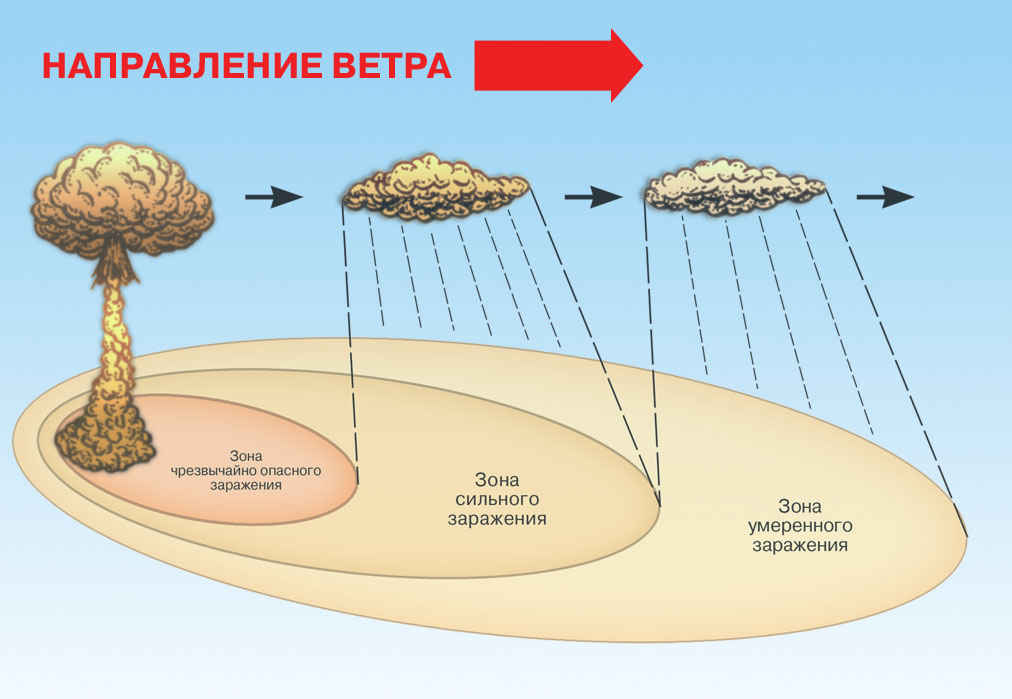 НАПРАВЛЕНИЕ ВЕТРА
Зона
чрезвычайно опасного
заражения
Зона
сильного
заражения
Зона
умеренного
заражения